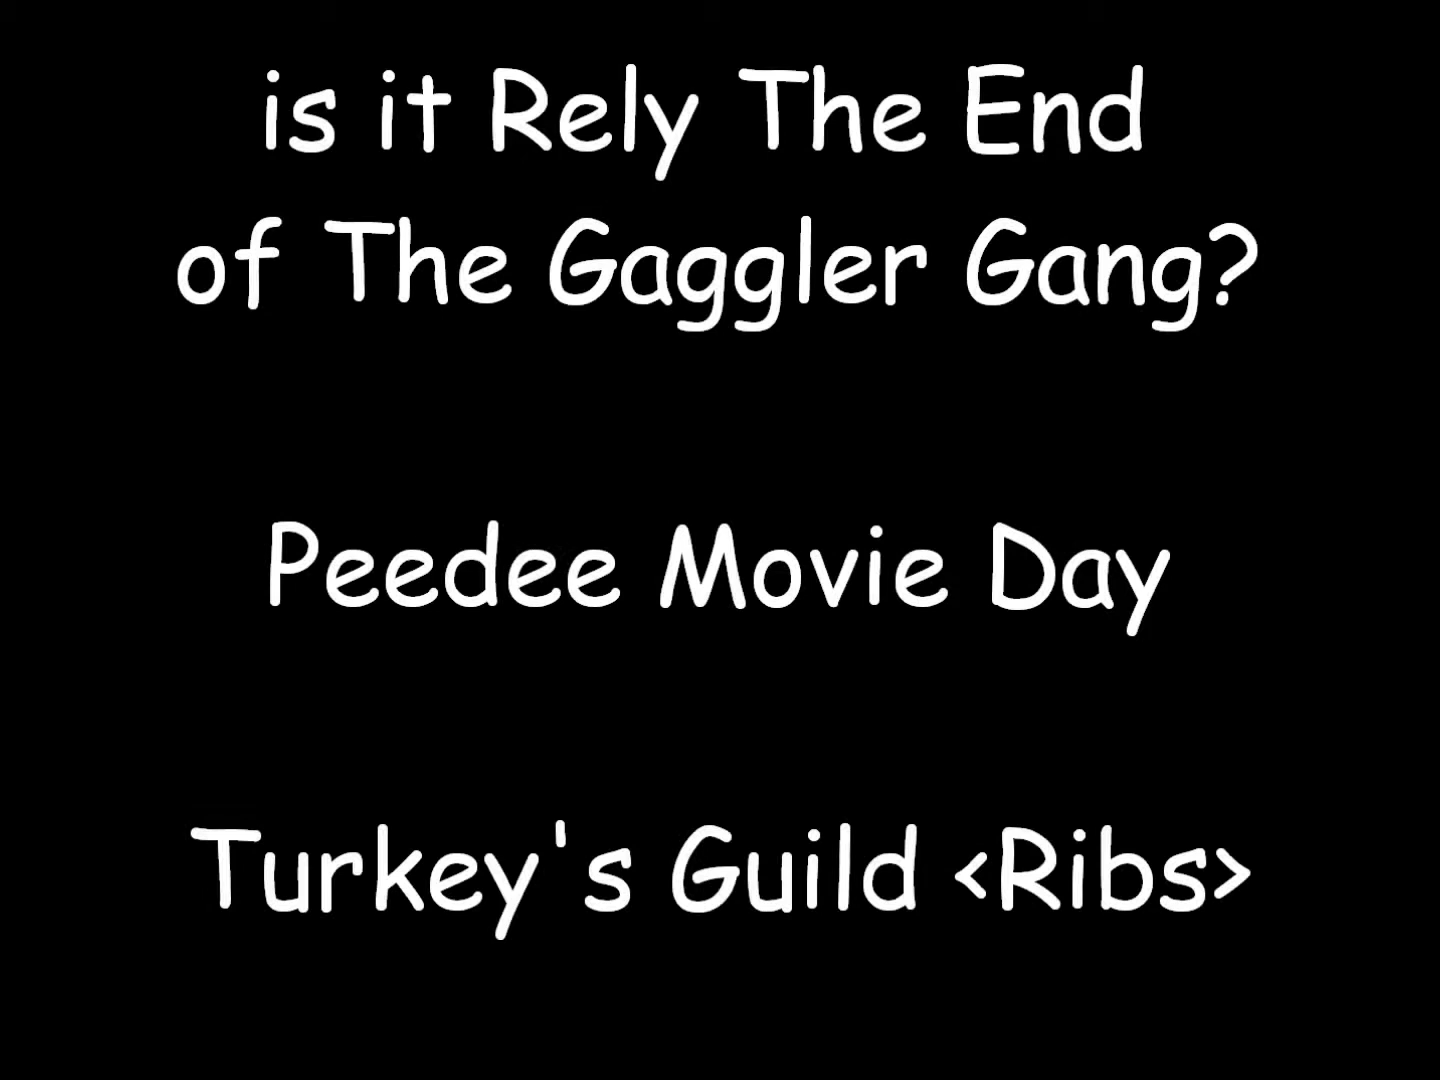 is it Rely The End
of The Gaggler Gang?
Peedee Movie Day
Turkey's Guild <Ribs>